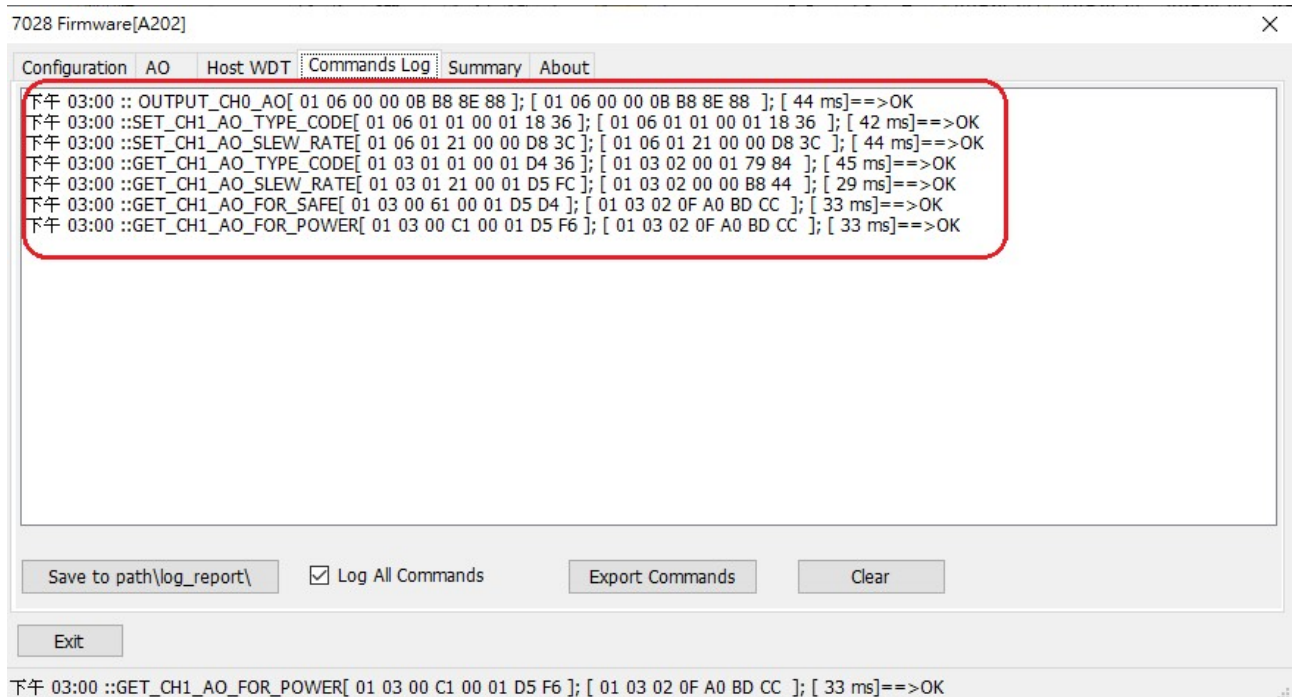 7028 Firmware[A202]
Configuration AO Host WDT Commands Log Summary About
下午 03:00 :: OUTPUT_CH0_AO[ 01 06 00 00 0B B8 8E 88 ]; [ 01 06 00 00 0B B8 8E 88 ]; [ 44 ms]==>OK
下午 03:00 ::SET_CH1_AO_TYPE_CODE[ 01 06 01 01 00 01 18 36 ]; [ 01 06 01 01 00 01 18 36 ]; [ 42 ms]==>OK
下午 03:00 ::SET_CH1_AO_SLEW_RATE[ 01 06 01 21 00 00 D8 3C ]; [ 01 06 01 21 00 00 D8 3C ]; [ 44 ms]==>OK
下午 03:00 ::GET_CH1_AO_TYPE_CODE[ 01 03 01 01 00 01 D4 36 ]; [ 01 03 02 00 01 79 84 ]; [ 45 ms]==>OK
下午 03:00 ::GET_CH1_AO_SLEW_RATE[ 01 03 01 21 00 01 D5 FC ]; [ 01 03 02 00 00 B8 44 ]; [ 29 ms]==>OK
下午 03:00 ::GET_CH1_AO_FOR_SAFE[ 01 03 00 61 00 01 D5 D4 ]; [ 01 03 02 0F A0 BD CC ]; [ 33 ms]==>OK
下午 03:00 ::GET_CH1_AO_FOR_POWER[ 01 03 00 C1 00 01 D5 F6 ]; [ 01 03 02 0F A0 BD CC ]; [ 33 ms]==>OK
Save to path\log_report\ Log All Commands Export Commands Clear
Exit
下午 03:00 ::GET_CH1_AO_FOR_POWER[ 01 03 00 C1 00 01 D5 F6 ]; [ 01 03 02 0F A0 BD CC ]; [ 33 ms]==>OK